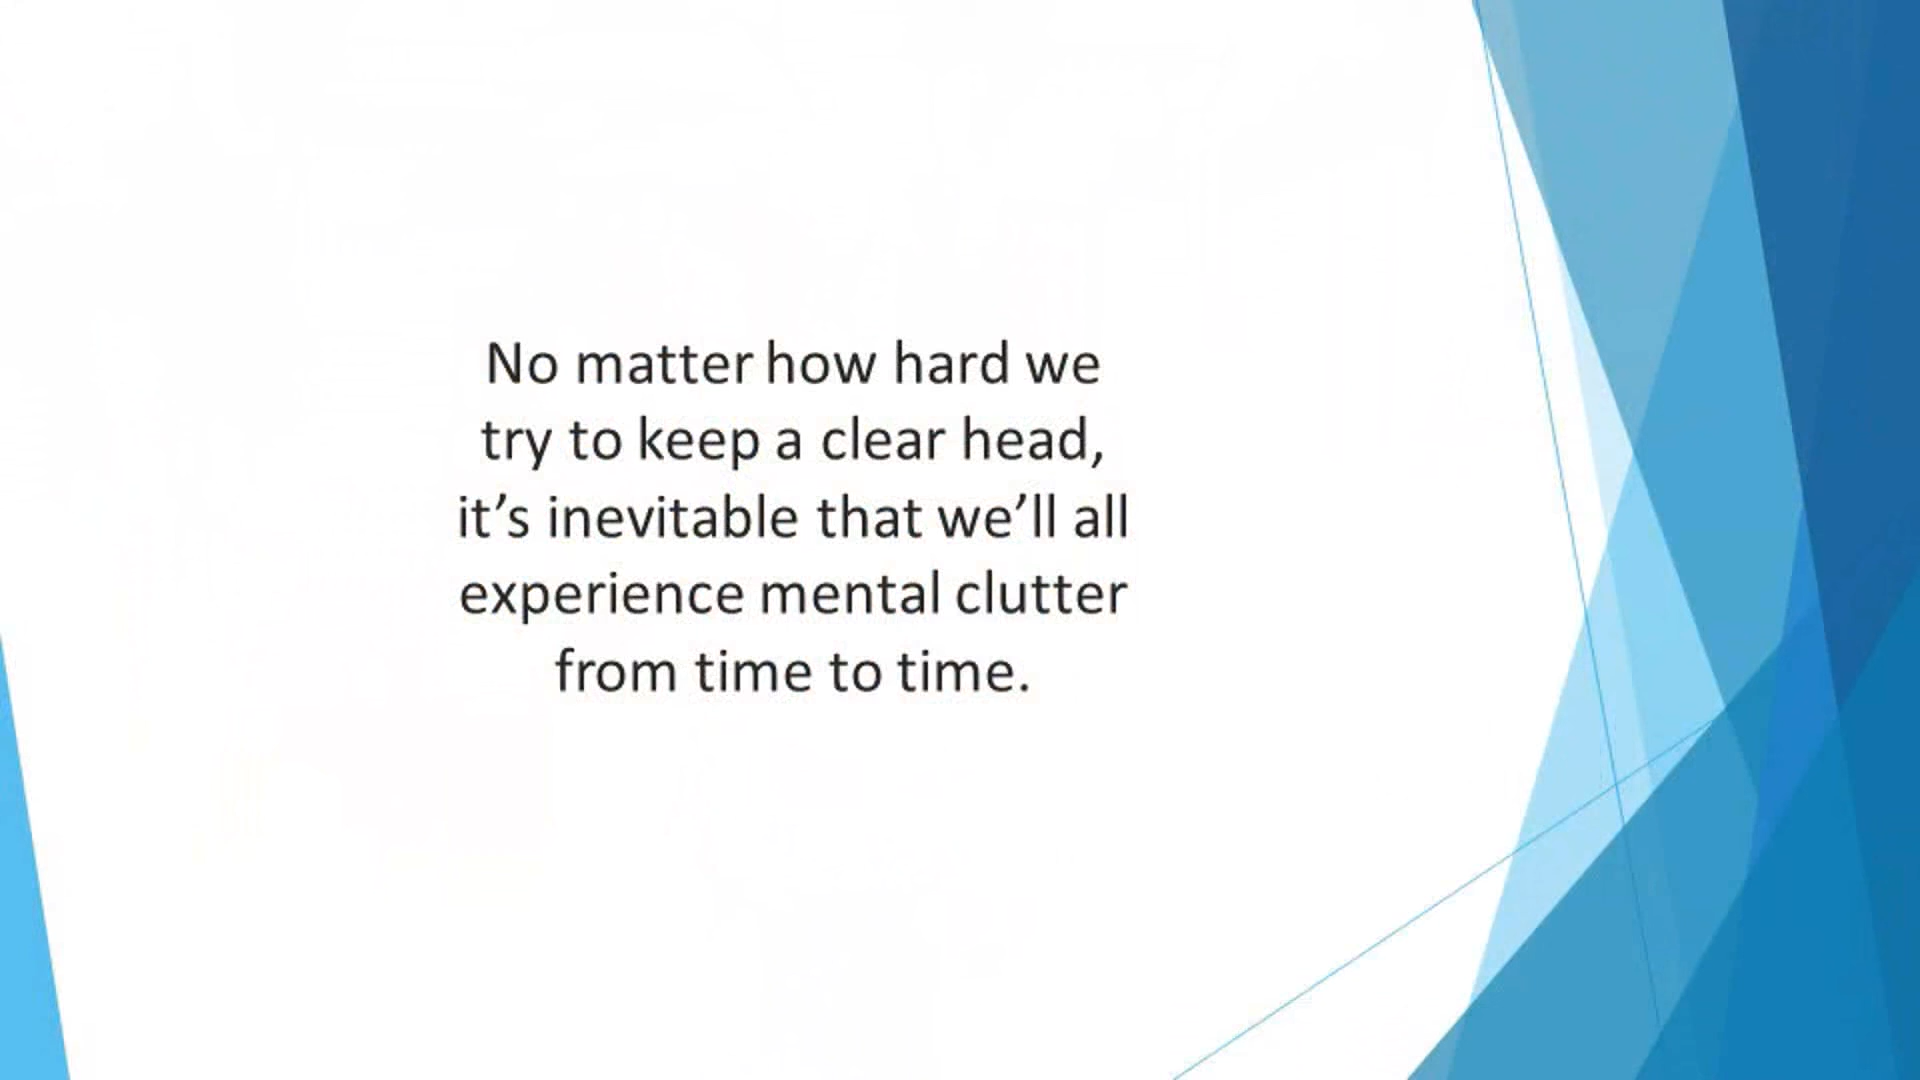 No matter how hard we
try to keep a clear head,
it’s inevitable that we’ll all
experience mental clutter
from time to time.